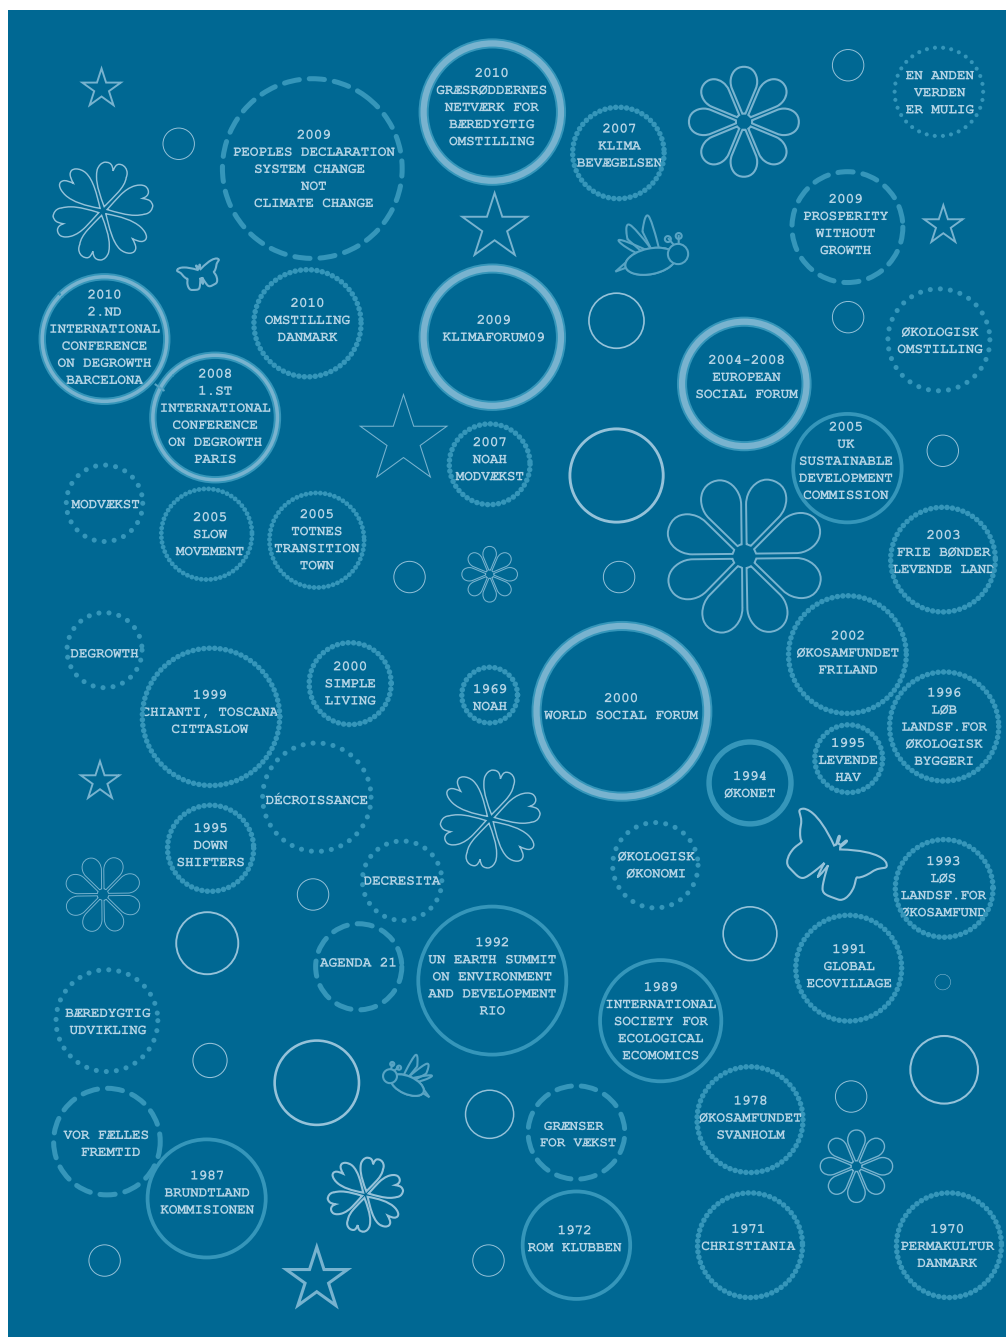 2010
GRÆSRØDDERNES
NETVÆRK FOR
BÆREDYGTIG
OMSTILLING
EN ANDEN
VERDEN
ER MULIG
2009
PEOPLES DECLARATION
SYSTEM CHANGE
NOT
CLIMATE CHANGE
2007
KLIMA
BEVÆGELSEN
2009
PROSPERITY
WITHOUT
GROWTH
2010
2.ND
INTERNATIONAL
CONFERENCE
ON DEGROWTH
BARCELONA
2010
OMSTILLING
DANMARK
2009
KLIMAFORUM09
ØKOLOGISK
OMSTILLING
2004-2008
EUROPEAN
SOCIAL FORUM
2008
1.ST
INTERNATIONAL
CONFERENCE
ON DEGROWTH
PARIS
2007
NOAH
MODVÆKST
2005
UK
SUSTAINABLE
DEVELOPMENT
COMMISSION
MODVÆKST
2005
SLOW
MOVEMENT
2005
TOTNES
TRANSITION
TOWN
2003
FRIE BØNDER
LEVENDE LAND
DEGROWTH
2002
ØKOSAMFUNDET
FRILAND
1999
CHIANTI, TOSCANA
CITTASLOW
2000
SIMPLE
LIVING
1969
NOAH
2000
WORLD SOCIAL FORUM
1996
LØB
LANDSF.FOR
ØKOLOGISK
BYGGERI
1995
LEVENDE
HAV
1994
ØKONET
DÉCROISSANCE
1995
DOWN
SHIFTERS
DECRESITA
ØKOLOGISK
ØKONOMI
1993
LØS
LANDSF.FOR
ØKOSAMFUND
AGENDA 21
1992
UN EARTH SUMMIT
ON ENVIRONMENT
AND DEVELOPMENT
RIO
1991
GLOBAL
ECOVILLAGE
BÆREDYGTIG
UDVIKLING
1989
INTERNATIONAL
SOCIETY FOR
ECOLOGICAL
ECOMOMICS
VOR FÆLLES
FREMTID
GRÆNSER
FOR VÆKST
1978
ØKOSAMFUNDET
SVANHOLM
1987
BRUNDTLAND
KOMMISIONEN
1972
ROM KLUBBEN
1971
CHRISTIANIA
1970
PERMAKULTUR
DANMARK